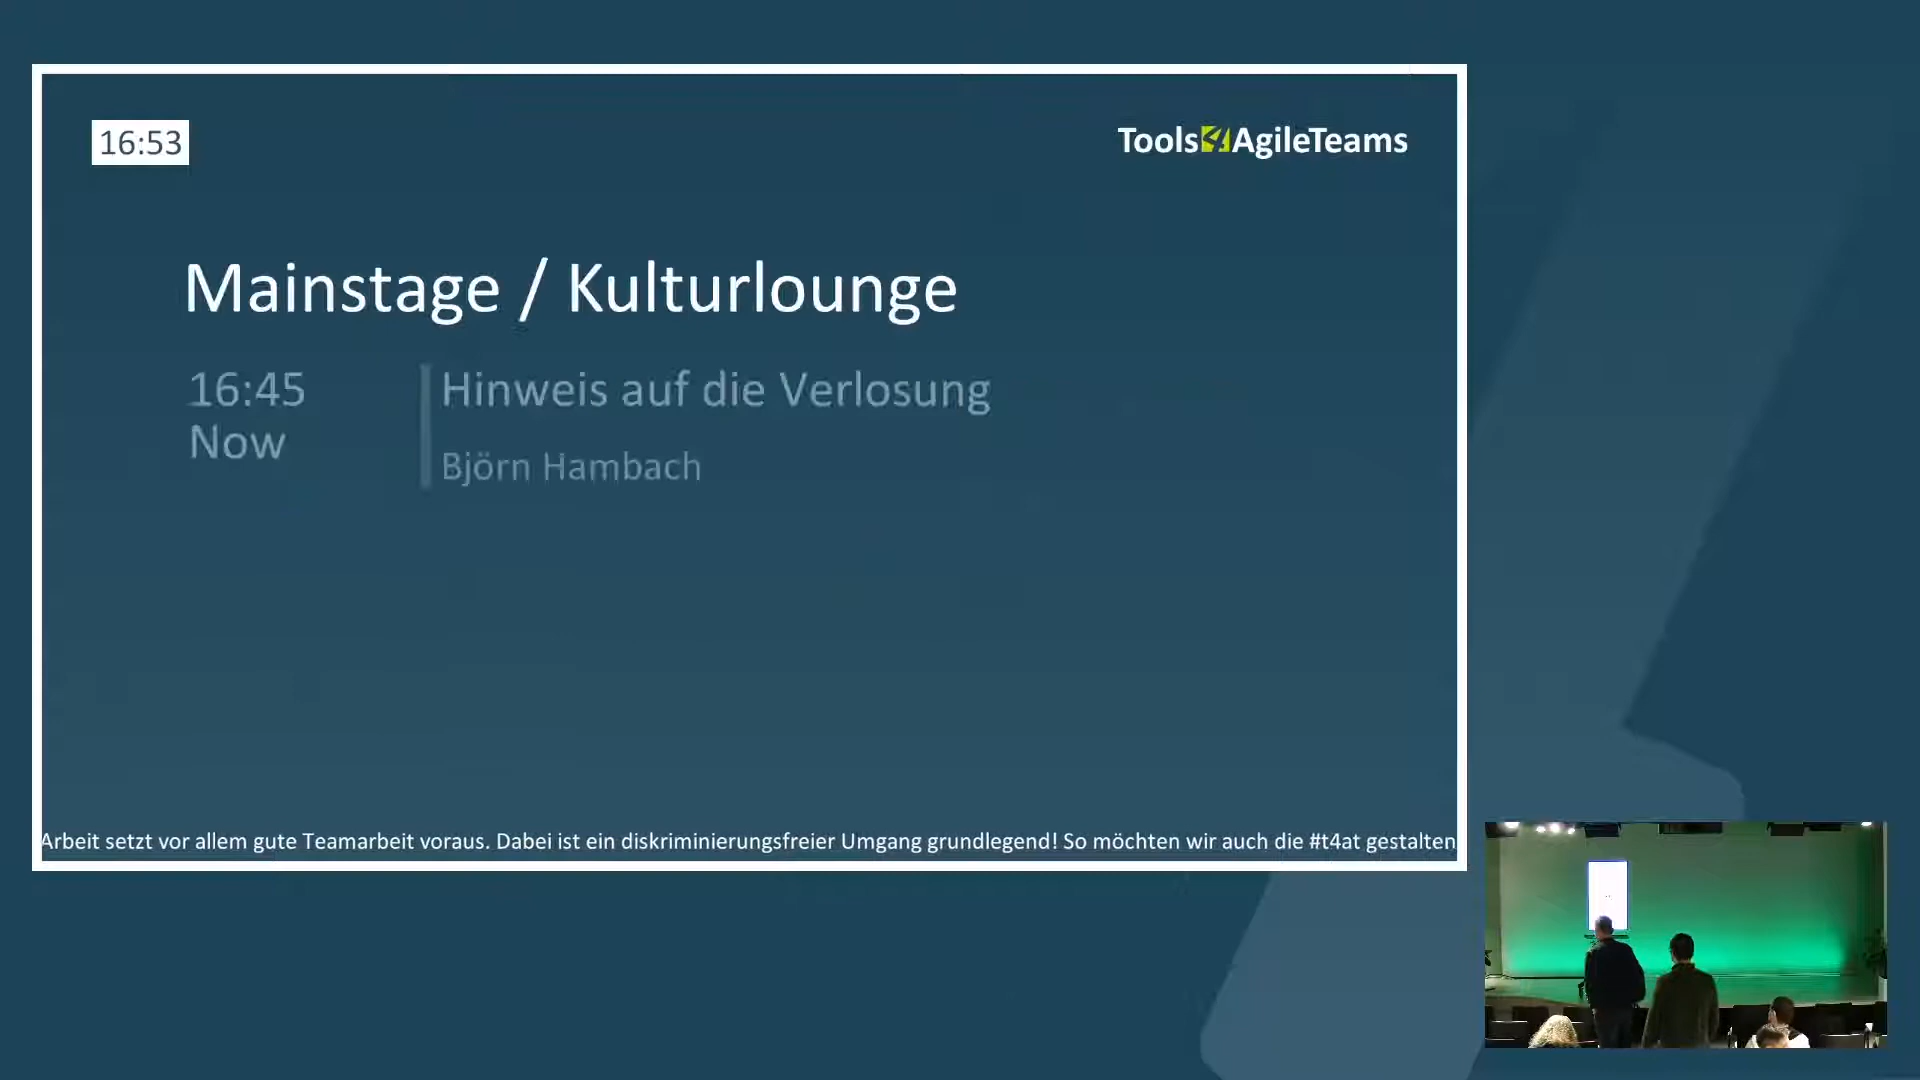 16:53
Tools4AgileTeams
Mainstage / Kulturlounge
16:45
Now
Hinweis auf die Verlosung
Björn Hambach
Arbeit setzt vor allem gute Teamarbeit voraus. Dabei ist ein diskriminierungsfreier Umgang grundlegend! So möchten wir auch die #t4at gestalten